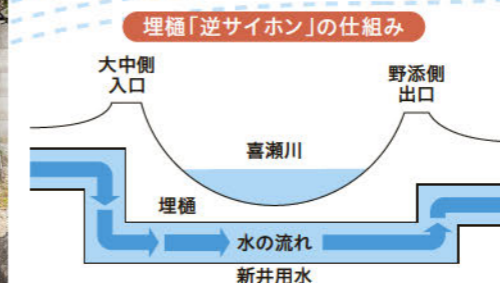 埋樋「逆サイホン」の仕組み
大中側
入口
野添側
出口
喜瀬川
埋樋
水の流れ
新井用水